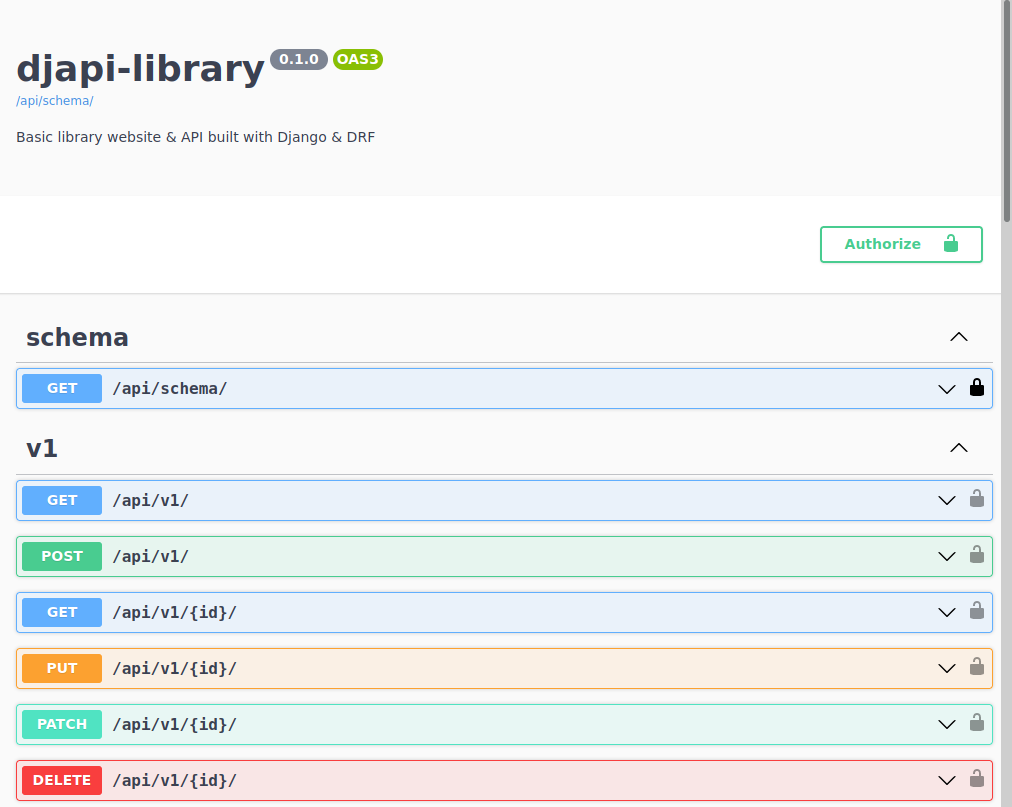 djapi-library 0.1.0 OAS3
/api/schema/
Basic library website & API built with Django & DRF
Authorize
schema
GET /api/schema/
v1
GET /api/v1/
POST /api/v1/
GET /api/v1/{id}/
PUT /api/v1/{id}/
PATCH /api/v1/{id}/
DELETE /api/v1/{id}/